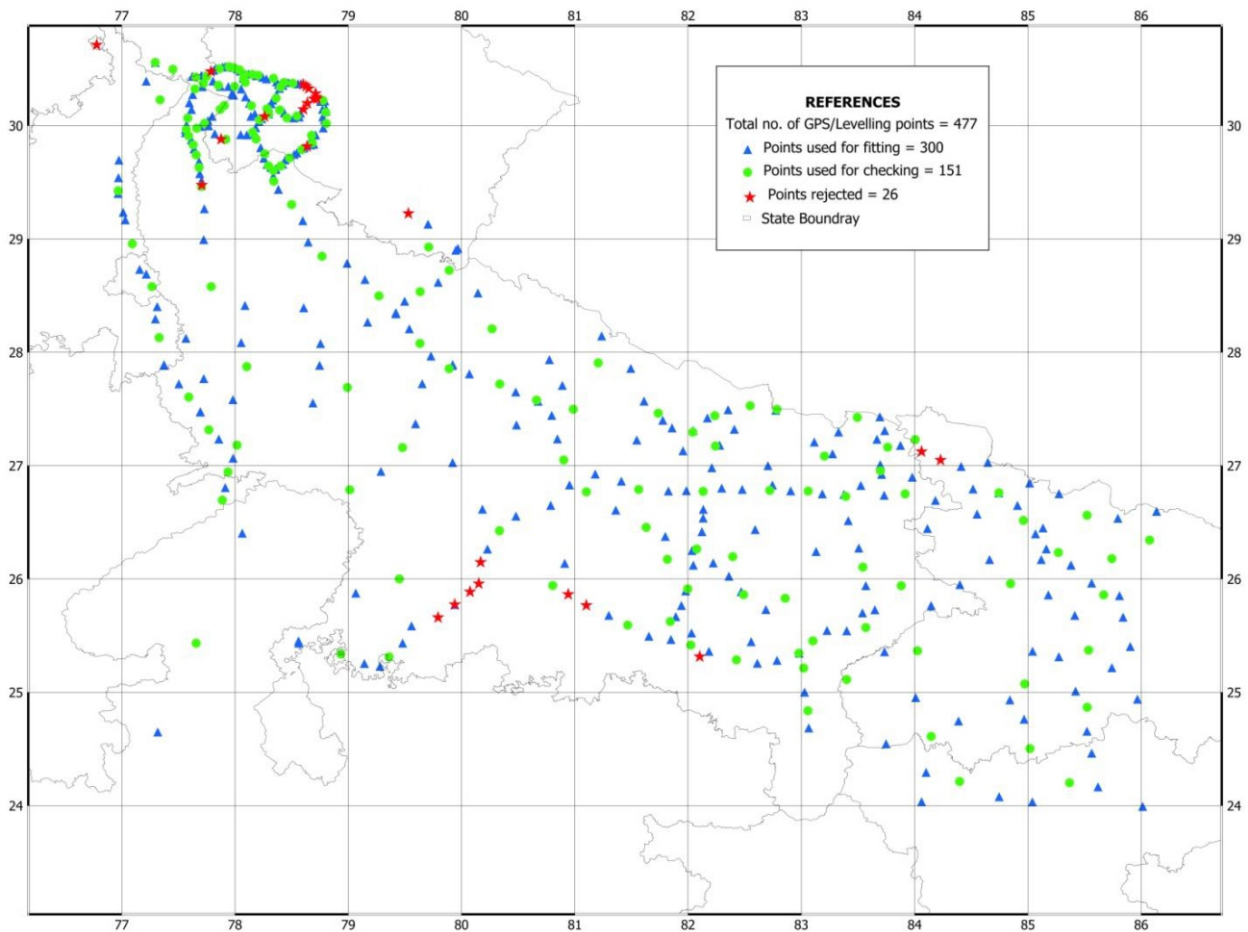 77 78 79 80 81 82 83 84 85 86
REFERENCES
Total no. of GPS/Levelling points = 477
Points used for fitting = 300
Points used for checking = 151
Points rejected = 26
State Boundray
30 30
29 29
28 28
27 27
26 26
25 25
24 24
77 78 79 80 81 82 83 84 85 86